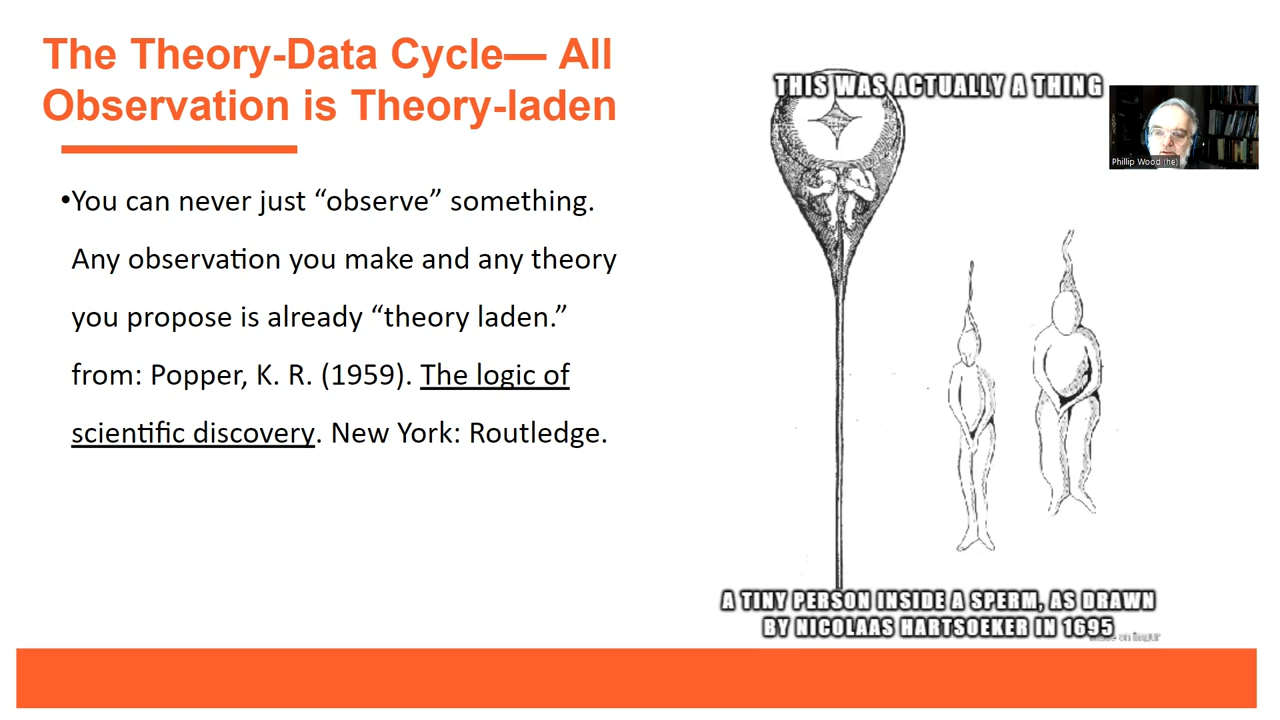 The Theory-Data Cycle— All
Observation is Theory-laden
•You can never just “observe” something.
Any observation you make and any theory
you propose is already “theory laden.”
from: Popper, K. R. (1959). The logic of
scientific discovery. New York: Routledge.
THIS WAS ACTUALLY A THING
Phillip Wood (he)
A TINY PERSON INSIDE A SPERM, AS DRAWN
BY NICOLAAS HARTSOEKER IN 1695
on imgur